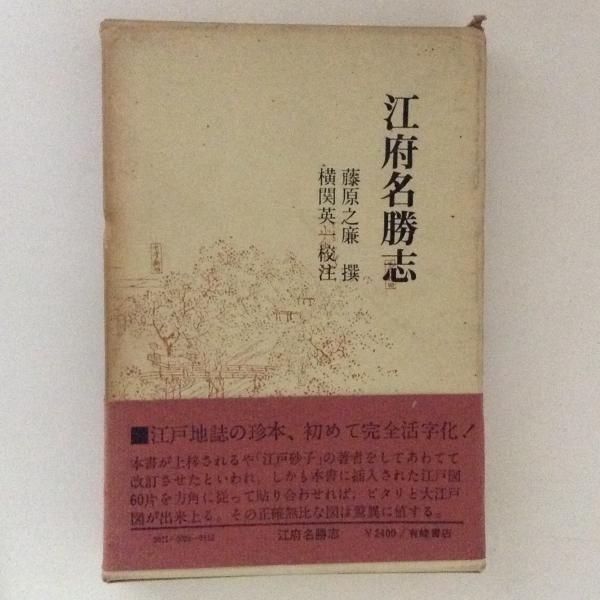 江府名勝志
藤原之廉 撰
横関英一校注
江戸地誌の珍本、初めて完全活字化!
本書が上梓されるや「江戸砂子」の著者をしてあわてて
改訂させたといわれ、しかも本書に挿入された江戸図
60片を方角に従って貼り合わせれば、ピタリと大江戸
図が出来上る。その正確無比な図は驚異に値する。
江府名勝志 ¥2400/有峰書店